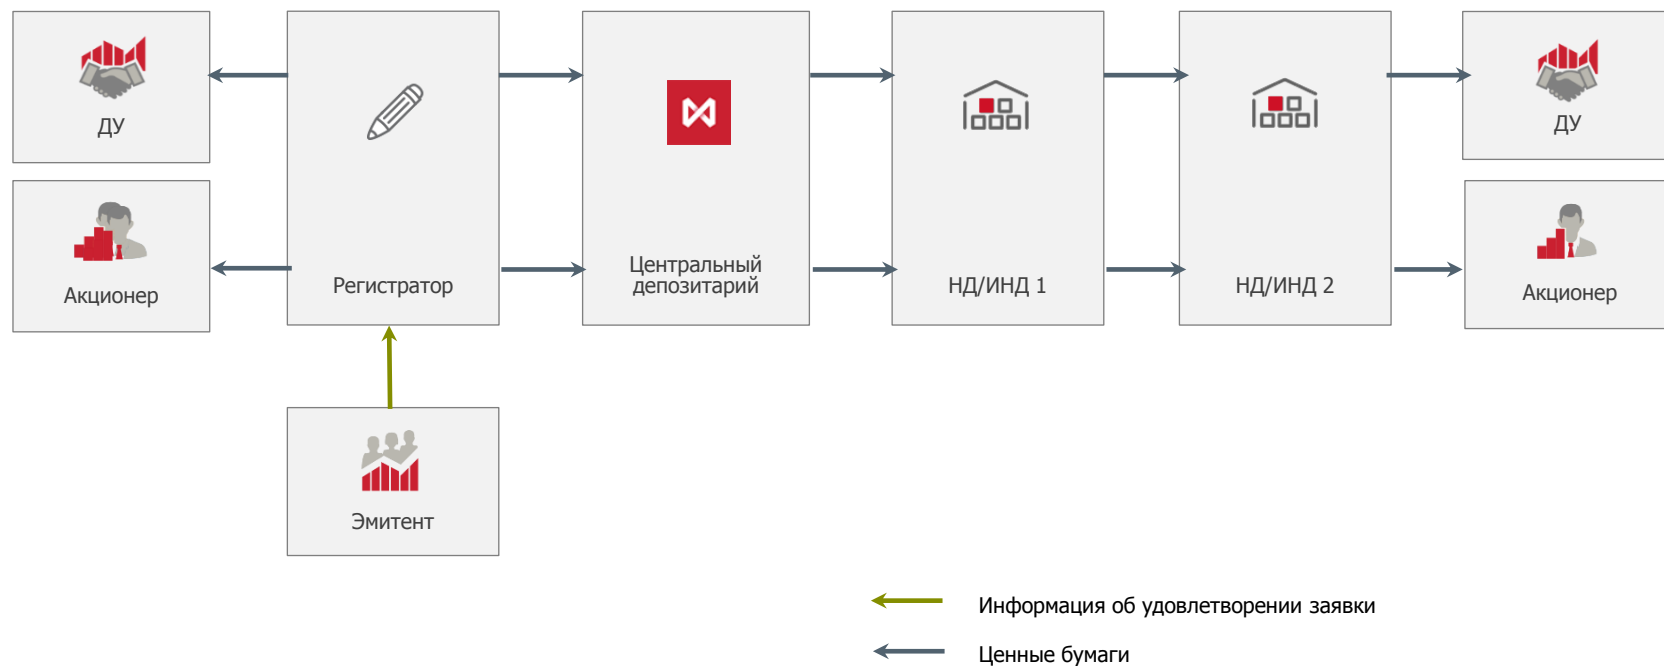 ДУ
ДУ
Акционер
Регистратор
Центральный
депозитарий
НД/ИНД 1
НД/ИНД 2
Акционер
Эмитент
Информация об удовлетворении заявки
Ценные бумаги